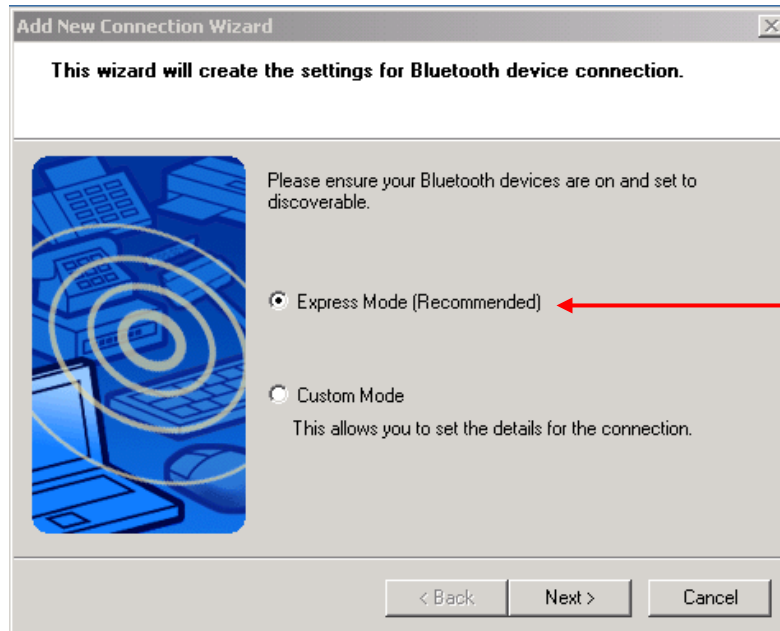 Add New Connection Wizard
This wizard will create the settings for Bluetooth device connection.
Please ensure your Bluetooth devices are on and set to
discoverable.
Express Mode (Recommended)
Custom Mode
This allows you to set the details for the connection.
< Back
Next >
Cancel